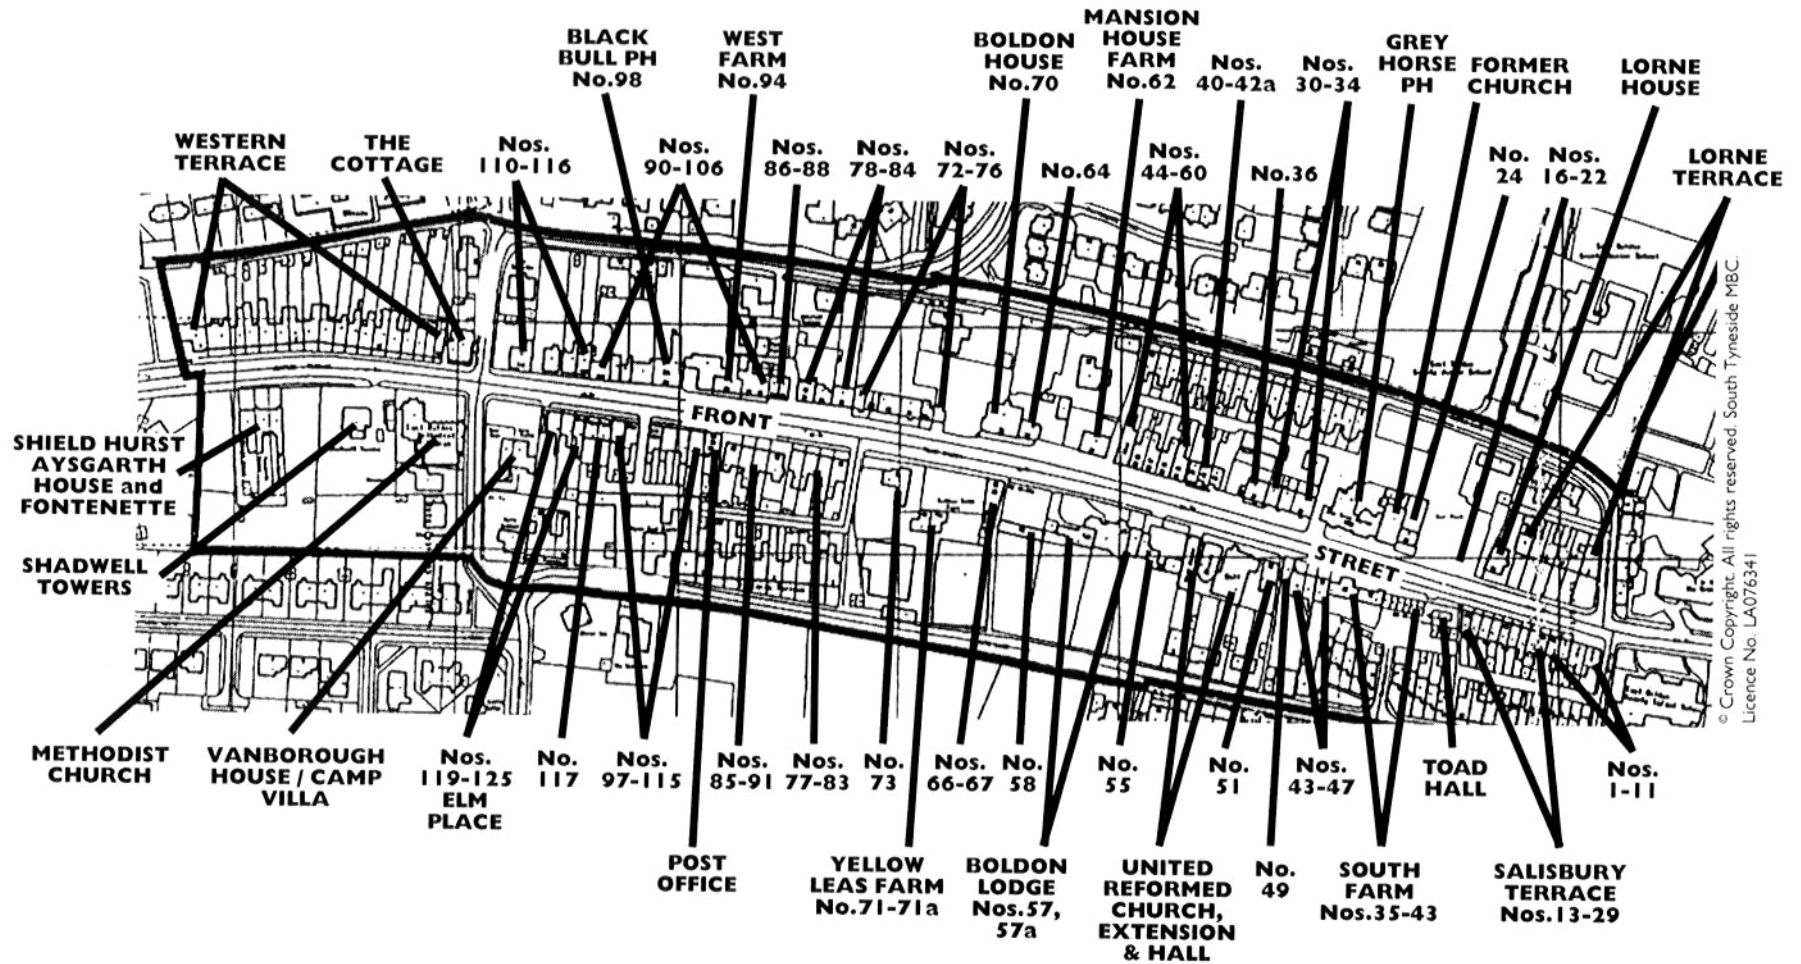 MANSION
HOUSE
FARM
No.62
BLACK
BULL PH
No.98
WEST
FARM
No.94
BOLDON
HOUSE
No.70
Nos.
40-42a
Nos.
30-34
GREY
HORSE
PH
FORMER
CHURCH
LORNE
HOUSE
WESTERN
TERRACE
THE
COTTAGE
Nos.
110-116
Nos.
90-106
Nos.
86-88
Nos.
78-84
Nos.
72-76
No.64
Nos.
44-60
No.36
No.
24
Nos.
16-22
LORNE
TERRACE
FRONT
STREET
SHIELD HURST
AYSGARTH
HOUSE and
FONTENETTE
SHADWELL
TOWERS
METHODIST
CHURCH
VANBOROUGH
HOUSE / CAMP
VILLA
Nos.
119-125
ELM
PLACE
No.
117
Nos.
97-115
Nos.
85-91
Nos.
77-83
No.
73
Nos.
66-67
No.
58
No.
55
No.
51
Nos.
43-47
TOAD
HALL
Nos.
1-11
POST
OFFICE
YELLOW
LEAS FARM
No.71-71a
BOLDON
LODGE
Nos.57,
57a
UNITED
REFORMED
CHURCH,
EXTENSION
& HALL
No.
49
SOUTH
FARM
Nos.35-43
SALISBURY
TERRACE
Nos.13-29
© Crown Copyright. All rights reserved. South Tyneside MBC.
Licence No. LA076341